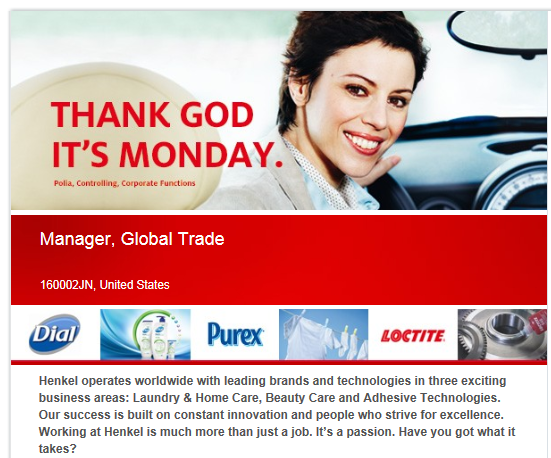 THANK GOD
IT'S MONDAY.
Polia, Controlling, Corporate Functions
Manager, Global Trade
160002JN, United States
Dial
Purex
LOCTITE
Henkel operates worldwide with leading brands and technologies in three exciting
business areas: Laundry & Home Care, Beauty Care and Adhesive Technologies.
Our success is built on constant innovation and people who strive for excellence.
Working at Henkel is much more than just a job. It's a passion. Have you got what it
takes?